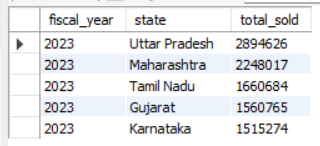 fiscal_year state total_sold
2023 Uttar Pradesh 2894626
2023 Maharashtra 2248017
2023 Tamil Nadu 1660684
2023 Gujarat 1560765
2023 Karnataka 1515274